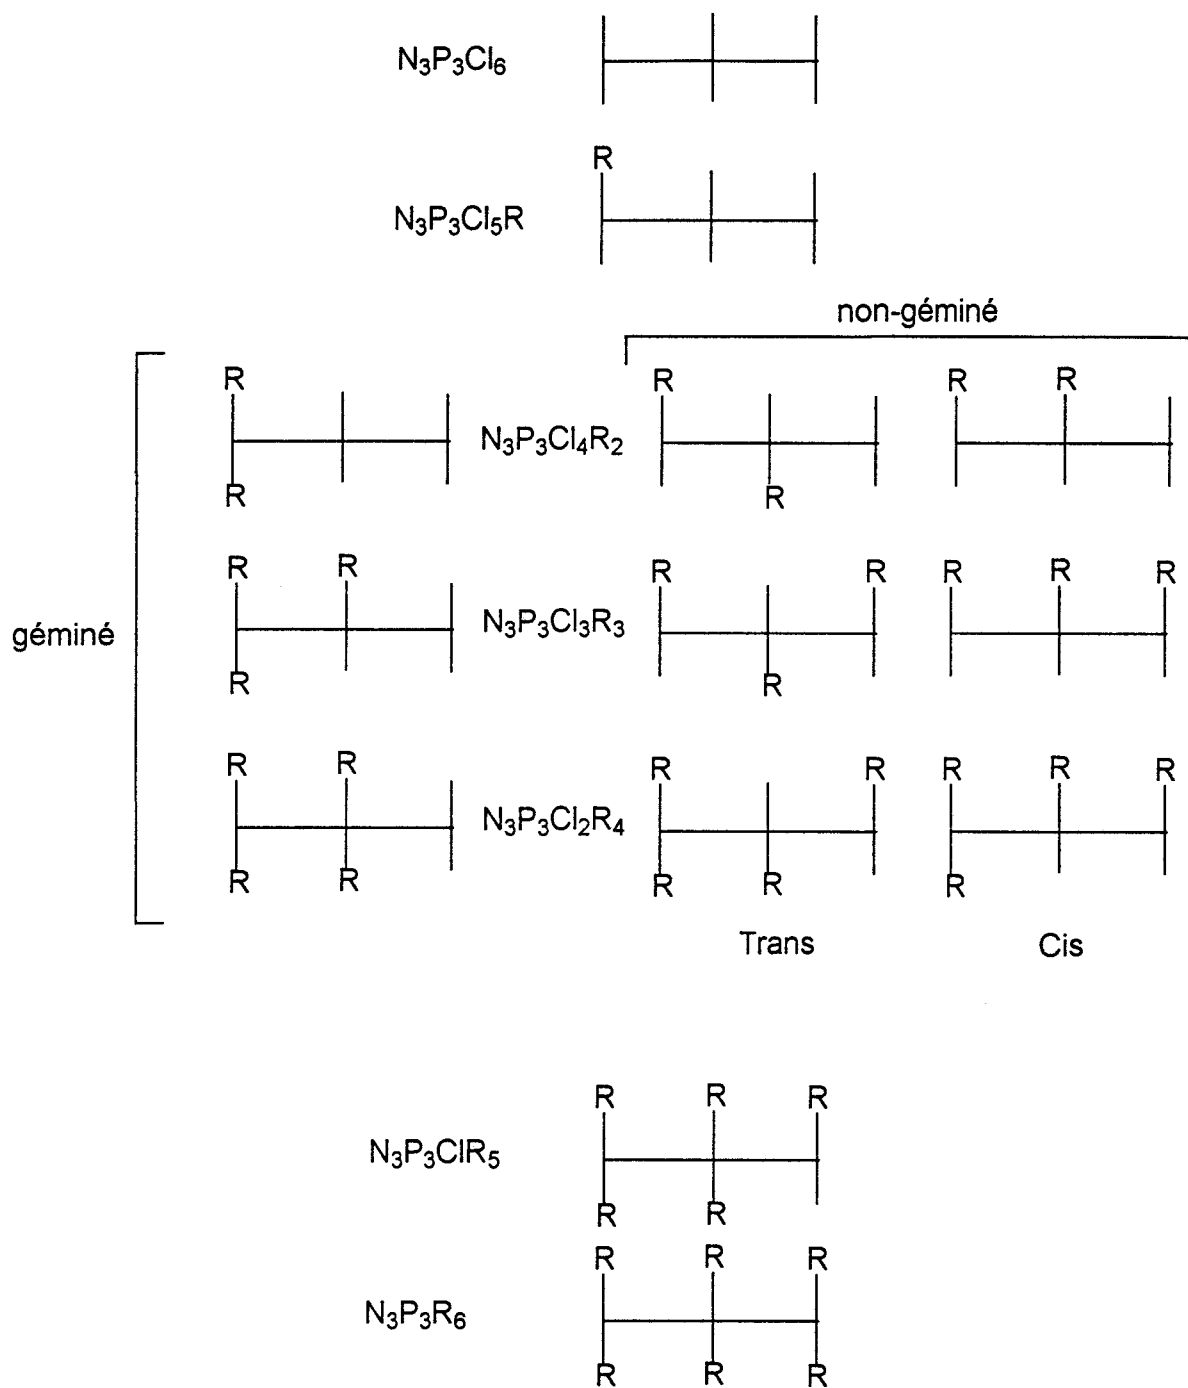 N₃P₃Cl₆
R
N₃P₃Cl₅R
non-géminé
R R R R
N₃P₃Cl₄R₂
R R
R R R R R R R
géminé N₃P₃Cl₃R₃
R R
R R R R R R R
N₃P₃Cl₂R₄
R R R R R
Trans Cis
R R R
N₃P₃ClR₅
R R
R R R
N₃P₃R₆
R R R